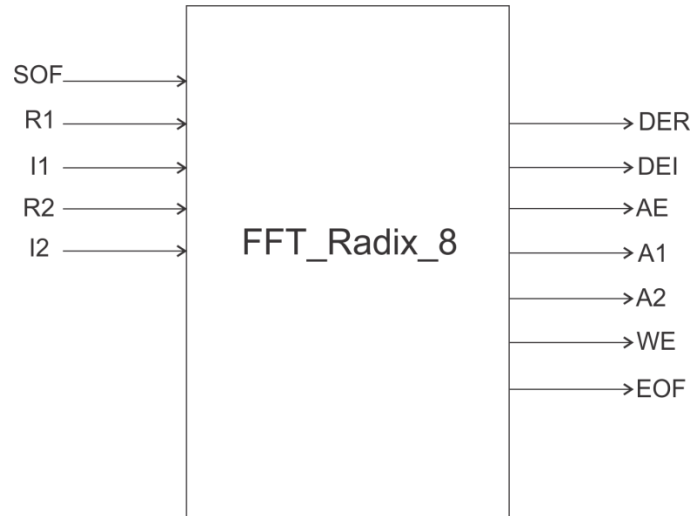 SOF
R1
I1
R2
I2
FFT_Radix_8
DER
DEI
AE
A1
A2
WE
EOF